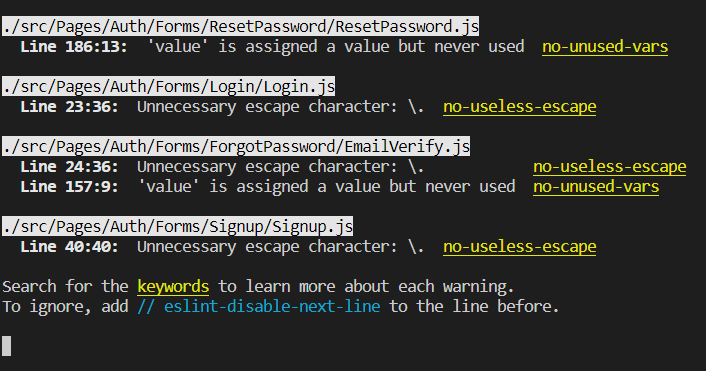 ./src/Pages/Auth/Forms/ResetPassword/ResetPassword.js
Line 186:13: 'value' is assigned a value but never used no-unused-vars
./src/Pages/Auth/Forms/Login/Login.js
Line 23:36: Unnecessary escape character: \. no-useless-escape
./src/Pages/Auth/Forms/ForgotPassword/EmailVerify.js
Line 24:36: Unnecessary escape character: \. no-useless-escape
Line 157:9: 'value' is assigned a value but never used no-unused-vars
./src/Pages/Auth/Forms/Signup/Signup.js
Line 40:40: Unnecessary escape character: \. no-useless-escape
Search for the keywords to learn more about each warning.
To ignore, add // eslint-disable-next-line to the line before.